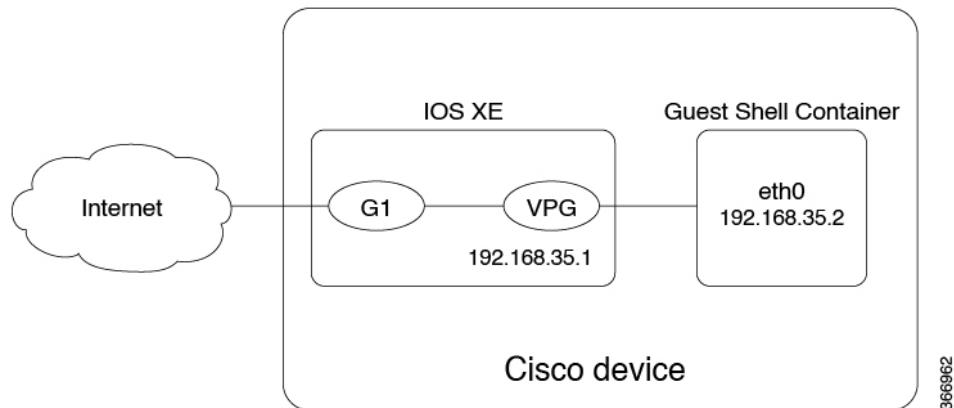 IOS XE
Guest Shell Container
Internet
G1
VPG
192.168.35.1
eth0
192.168.35.2
Cisco device
366962